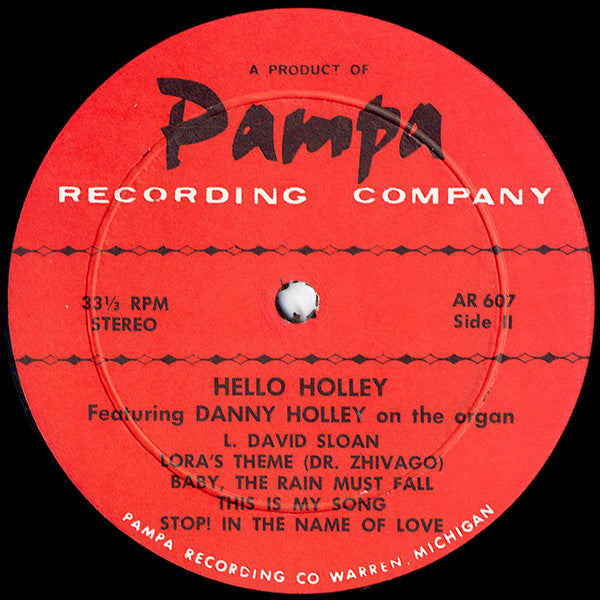 A PRODUCT OF
Pampa
RECORDING COMPANY
33⅓ RPM
STEREO
AR 607
Side II
HELLO HOLLEY
Featuring DANNY HOLLEY on the organ
L. DAVID SLOAN
LORA'S THEME (DR. ZHIVAGO)
BABY, THE RAIN MUST FALL
THIS IS MY SONG
STOP! IN THE NAME OF LOVE
PAMPA RECORDING CO WARREN, MICHIGAN